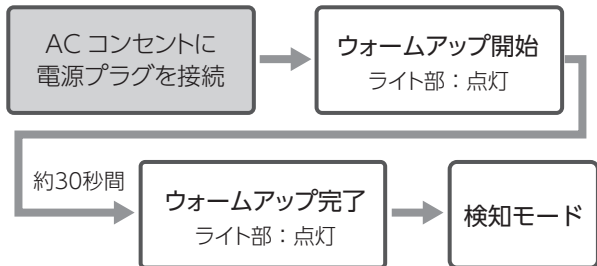 AC コンセントに
電源プラグを接続
ウォームアップ開始
ライト部：点灯
約30秒間
ウォームアップ完了
ライト部：点灯
検知モード